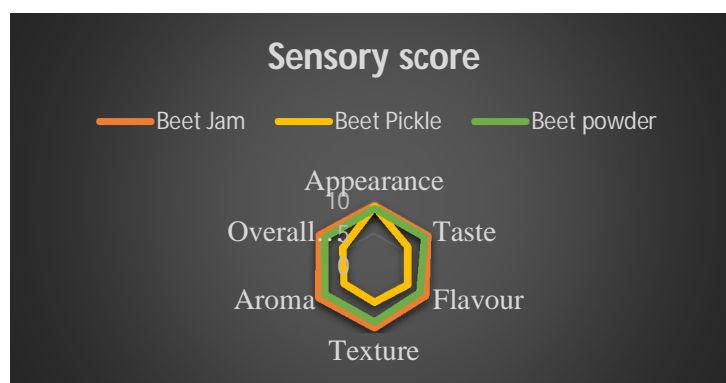 Sensory score
Beet Jam Beet Pickle Beet powder
Appearance
10
Overall... 5 Taste
0
Aroma Flavour
Texture